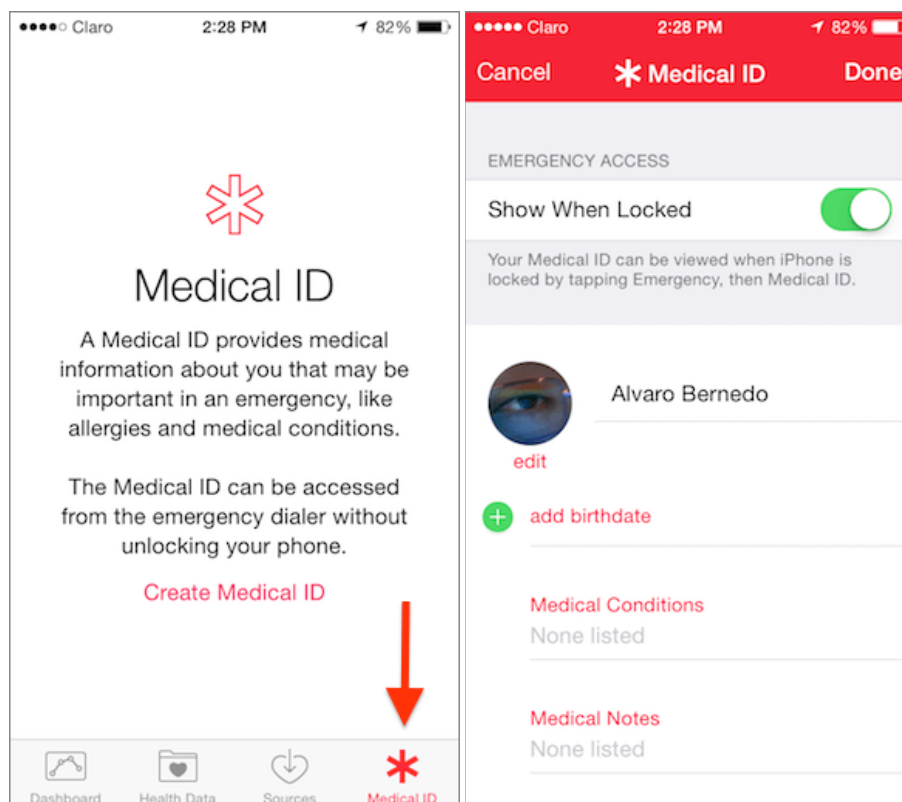 Claro 2:28 PM 82%
Medical ID
A Medical ID provides medical
information about you that may be
important in an emergency, like
allergies and medical conditions.
The Medical ID can be accessed
from the emergency dialer without
unlocking your phone.
Create Medical ID
Dashboard Health Data Sources Medical ID
Claro 2:28 PM 82%
Cancel Medical ID Done
EMERGENCY ACCESS
Show When Locked
Your Medical ID can be viewed when iPhone is
locked by tapping Emergency, then Medical ID.
Alvaro Bernedo
edit
add birthdate
Medical Conditions
None listed
Medical Notes
None listed